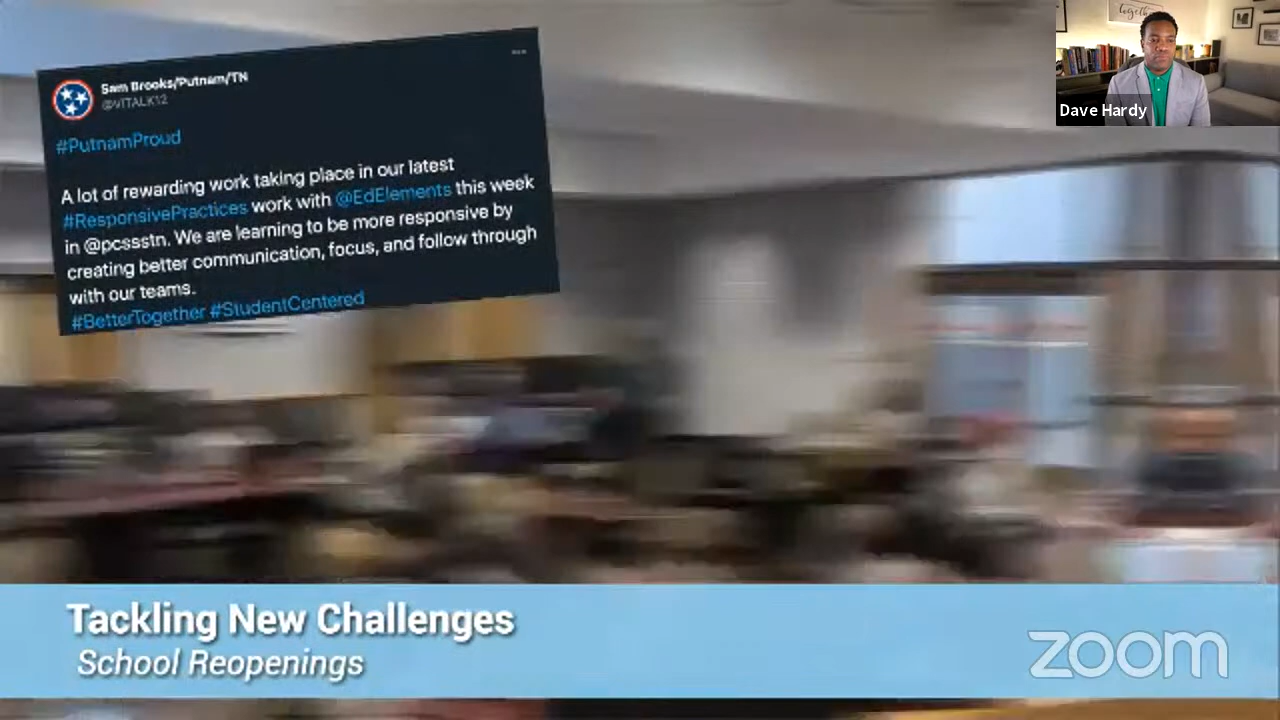 Sam Brooks/Putnam/TN
@VITALK12
#PutnamProud
A lot of rewarding work taking place in our latest
#ResponsivePractices work with @EdElements this week
in @pcssstn. We are learning to be more responsive by
creating better communication, focus, and follow through
with our teams.
#BetterTogether #StudentCentered
together
Dave Hardy
Tackling New Challenges
School Reopenings
zoom